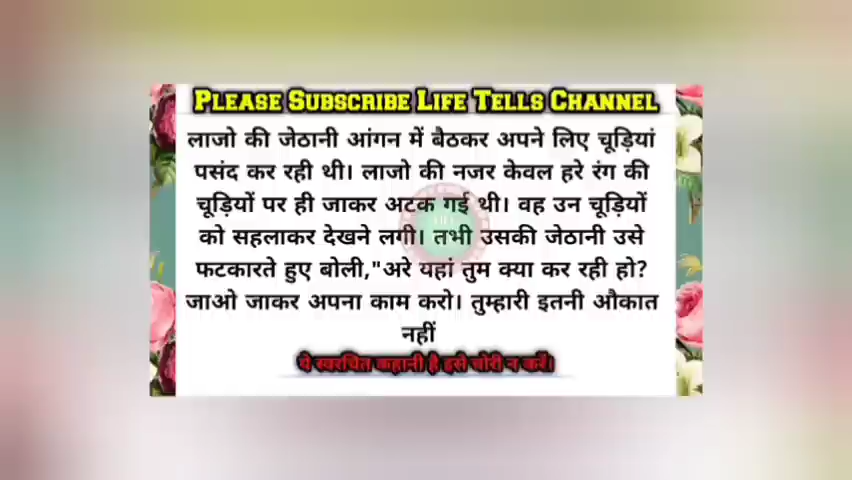 PLEASE SUBSCRIBE LIFE TELLS CHANNEL
लाजो की जेठानी आंगन में बैठकर अपने लिए चूड़ियां
पसंद कर रही थी। लाजो की नजर केवल हरे रंग की
चूड़ियों पर ही जाकर अटक गई थी। वह उन चूड़ियों
को सहलाकर देखने लगी। तभी उसकी जेठानी उसे
फटकारते हुए बोली,"अरे यहां तुम क्या कर रही हो?
जाओ जाकर अपना काम करो। तुम्हारी इतनी औकात
नहीं
ये स्वरचित कहानी है इसे चोरी न करें।